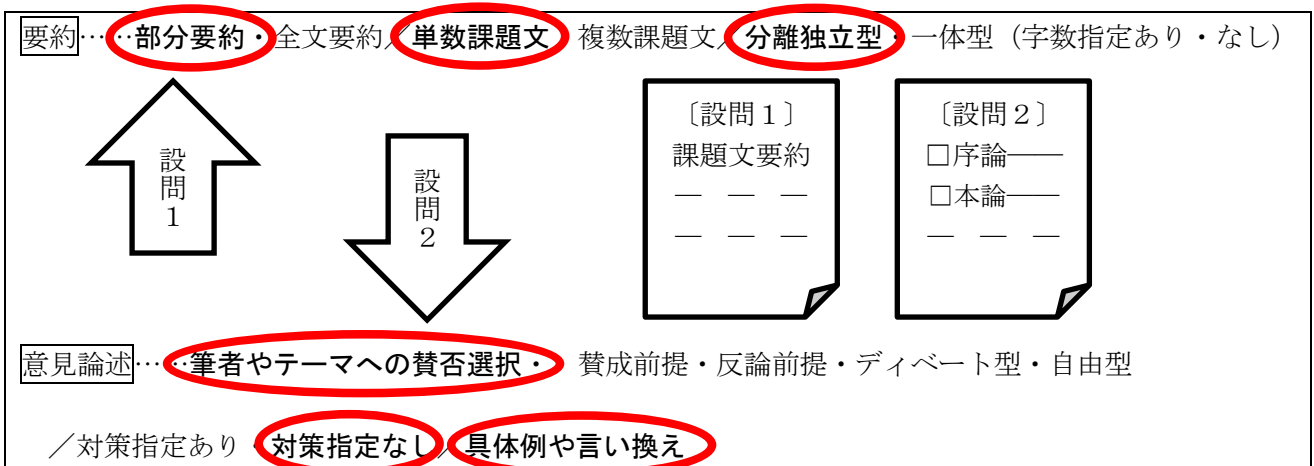 要約……部分要約・全文要約／単数課題文 複数課題文／分離独立型・一体型（字数指定あり・なし）
設問１
設問２
〔設問１〕
課題文要約
― ― ―
― ― ―
〔設問２〕
□序論――
□本論――
― ― ―
意見論述……筆者やテーマへの賛否選択・ 賛成前提・反論前提・ディベート型・自由型
／対策指定あり・対策指定なし／具体例や言い換え